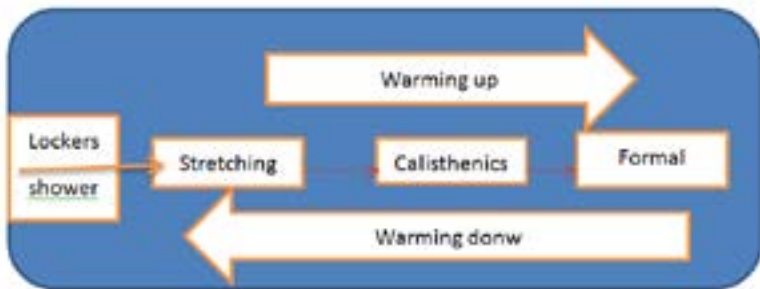 Warming up
Lockers
shower
Stretching
Calisthenics
Formal
Warming donw